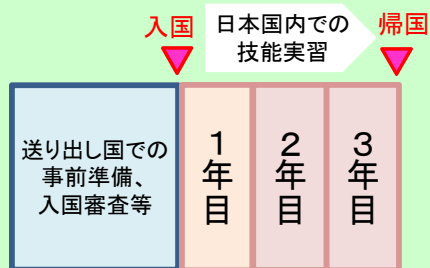 入国
日本国内での
技能実習
帰国
送り出し国での
事前準備、
入国審査等
１年目
２年目
３年目